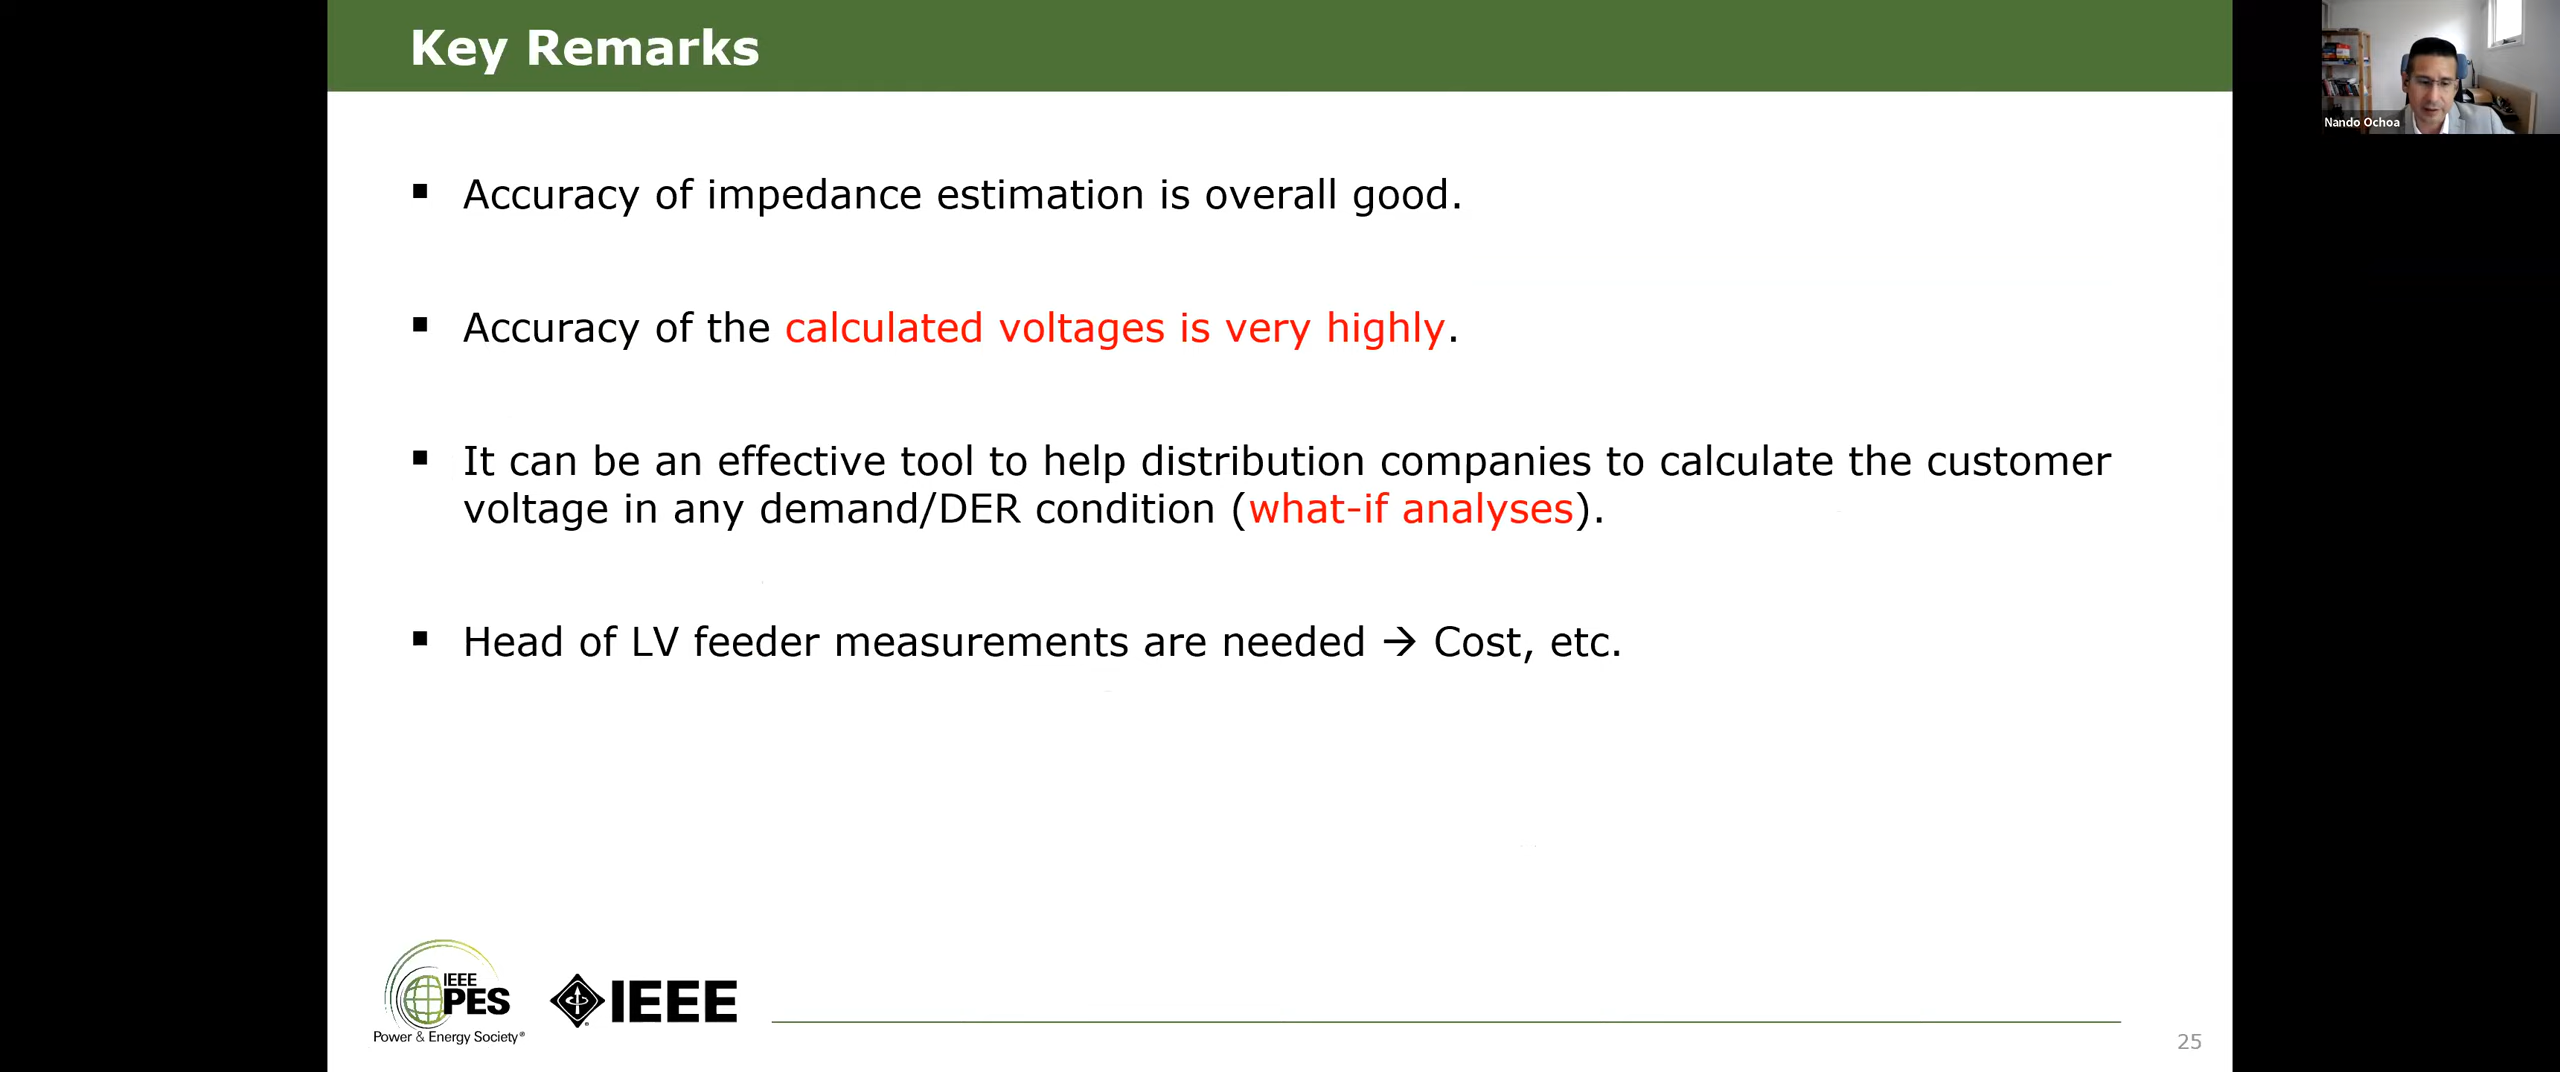 Key Remarks
Nando Ochoa
▪ Accuracy of impedance estimation is overall good.
▪ Accuracy of the calculated voltages is very highly.
▪ It can be an effective tool to help distribution companies to calculate the customer
voltage in any demand/DER condition (what-if analyses).
▪ Head of LV feeder measurements are needed → Cost, etc.
IEEE
PES
Power & Energy Society®
IEEE
25